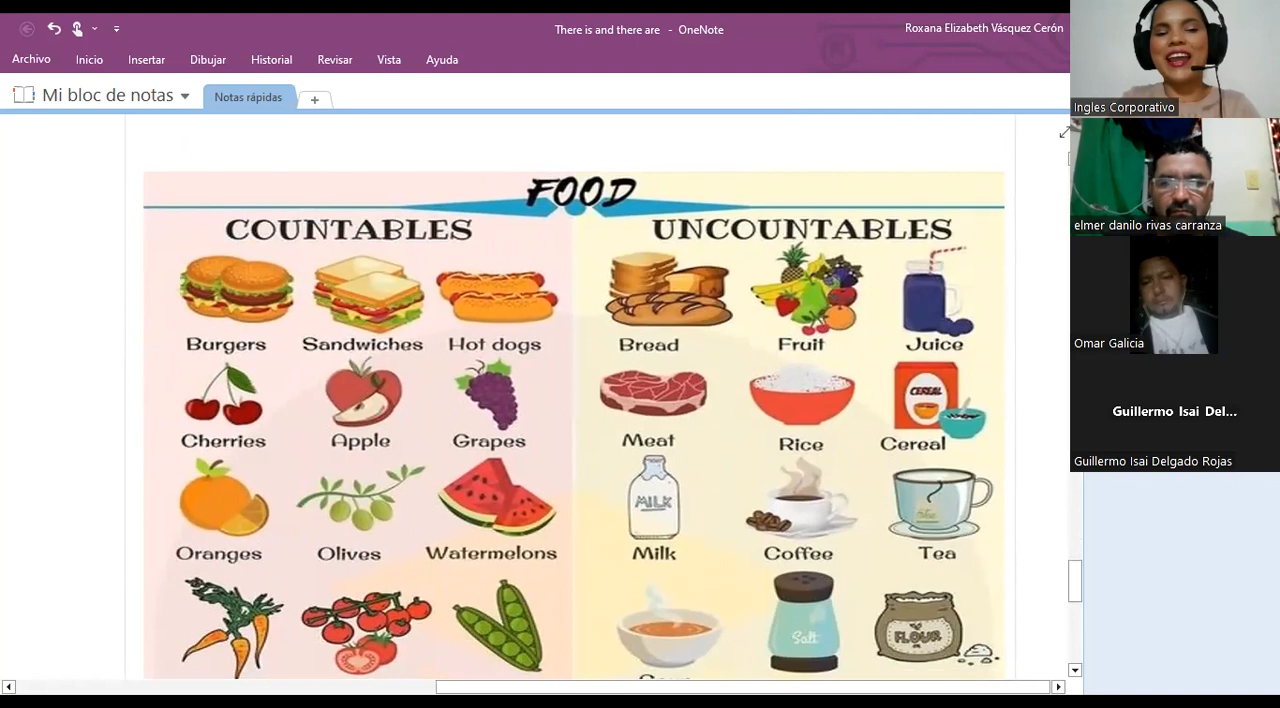 There is and there are - OneNote
Roxana Elizabeth Vásquez Cerón
Archivo Inicio Insertar Dibujar Historial Revisar Vista Ayuda
Mi bloc de notas
Notas rápidas
+
FOOD
COUNTABLES
UNCOUNTABLES
Burgers Sandwiches Hot dogs
Bread Fruit Juice
CEREAL
Cherries Apple Grapes
Meat Rice Cereal
MILK
Oranges Olives Watermelons
Milk Coffee Tea
Salt
FLOUR
Ingles Corporativo
elmer danilo rivas carranza
Omar Galicia
Guillermo Isai Del...
Guillermo Isai Delgado Rojas